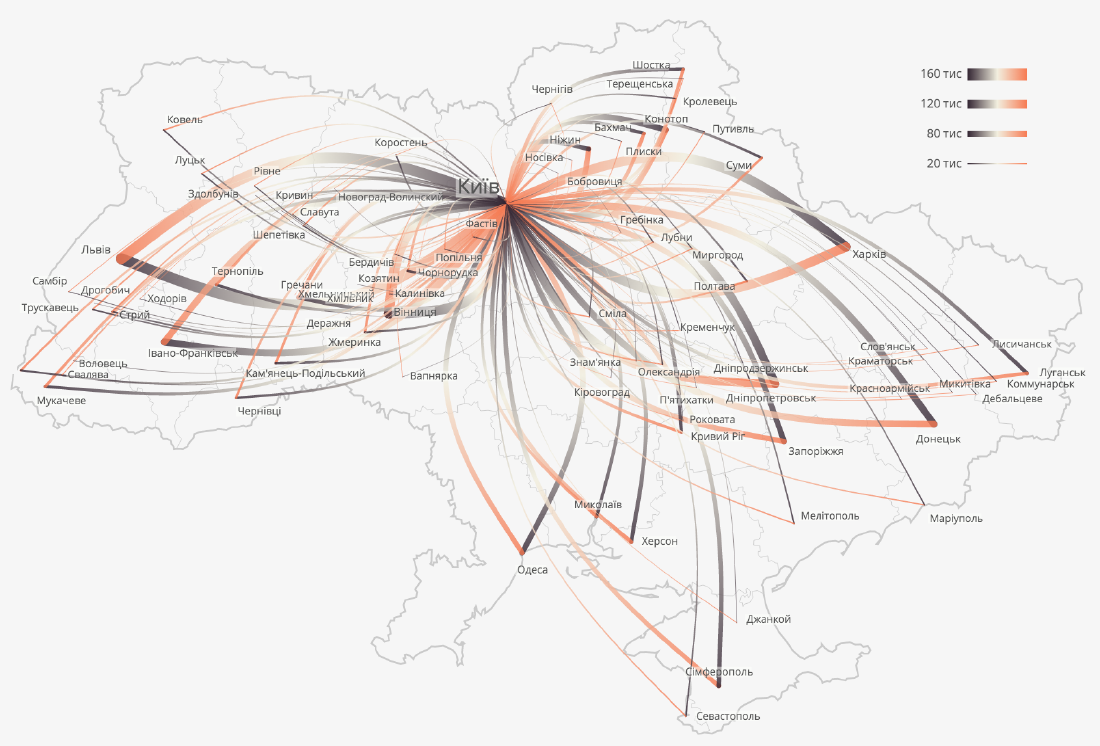 Шостка
160 тис
Терещенська
Чернігів
120 тис
Кролевець
Ковель
Конотоп
Бахмач
Путивль
80 тис
Коростень
Ніжин
Плиски
Носівка
Луцьк
Рівне
Суми
20 тис
Бобровиця
Київ
Здолбунів
Кривин
Новоград-Волинський
Славута
Фастів
Гребінка
Шепетівка
Лубни
Львів
Миргород
Харків
Бердичів
Попільня
Тернопіль
Чорнорудка
Козятин
Самбір
Дрогобич
Гречани
Полтава
Хмельницький
Хмільник
Калинівка
Ходорів
Трускавець
Стрий
Вінниця
Сміла
Деражня
Кременчук
Жмеринка
Слов'янськ
Лисичанськ
Івано-Франківськ
Знам'янка
Краматорськ
Воловець
Свалява
Кам'янець-Подільський
Вапнярка
Олександрія
Дніпродзержинськ
Луганськ
Микитівка
Коммунарськ
Красноармійськ
Кіровоград
Мукачеве
П'ятихатки
Дніпропетровськ
Дебальцеве
Чернівці
Роковата
Кривий Ріг
Донецьк
Запоріжжя
Миколаїв
Мелітополь
Маріуполь
Херсон
Одеса
Джанкой
Сімферополь
Севастополь